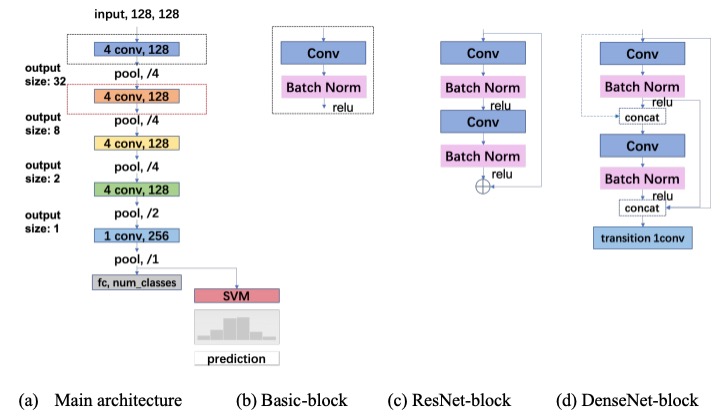 input, 128, 128
4 conv, 128
output
size: 32
pool, /4
4 conv, 128
output
size: 8
pool, /4
4 conv, 128
output
size: 2
pool, /4
4 conv, 128
output
size: 1
pool, /2
1 conv, 256
pool, /1
fc, num_classes
SVM
prediction
(a) Main architecture
Conv
Batch Norm
relu
(b) Basic-block
Conv
Batch Norm
relu
Conv
Batch Norm
relu
(c) ResNet-block
Conv
Batch Norm
relu
concat
Conv
Batch Norm
relu
concat
transition 1conv
(d) DenseNet-block